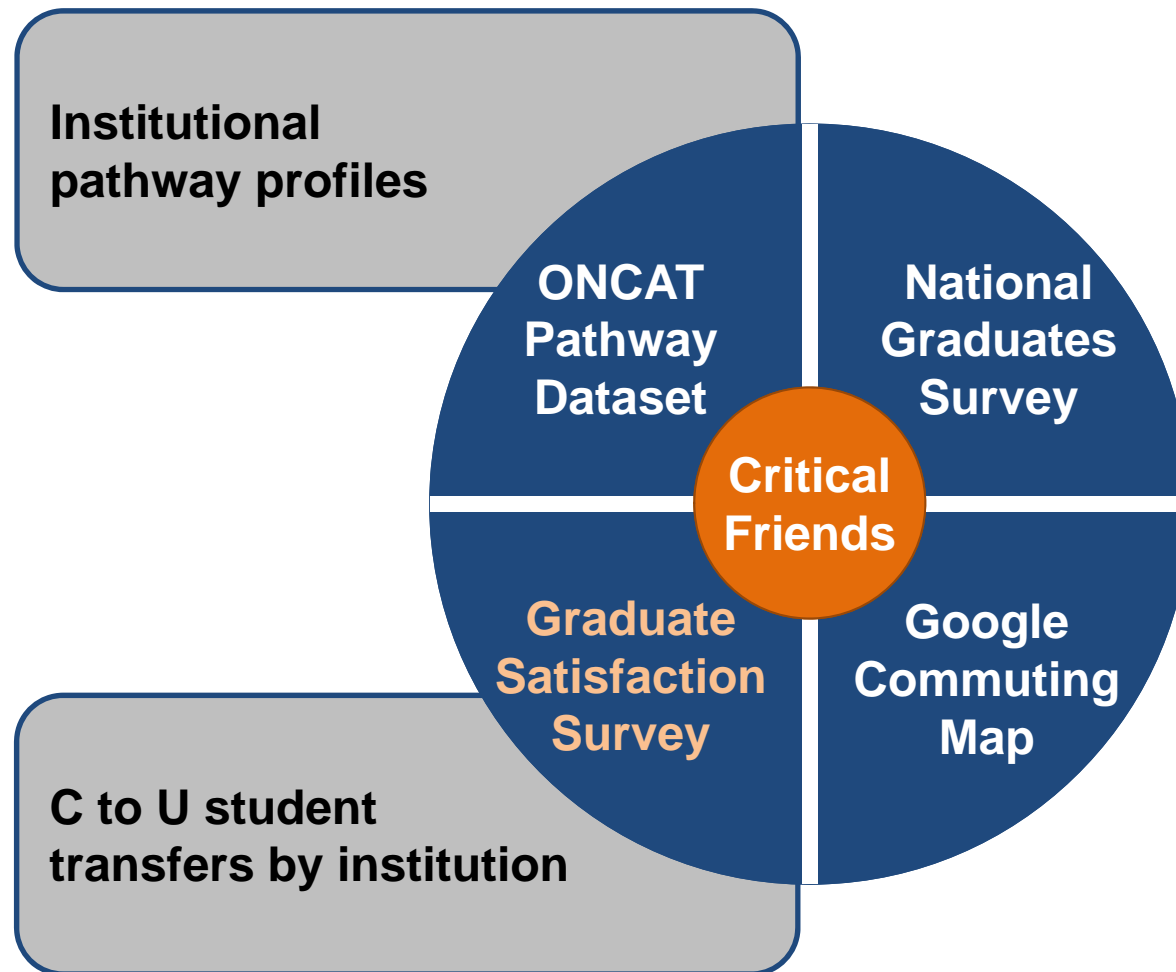 Institutional
pathway profiles
ONCAT
Pathway
Dataset
National
Graduates
Survey
Critical
Friends
Graduate
Satisfaction
Survey
Google
Commuting
Map
C to U student
transfers by institution